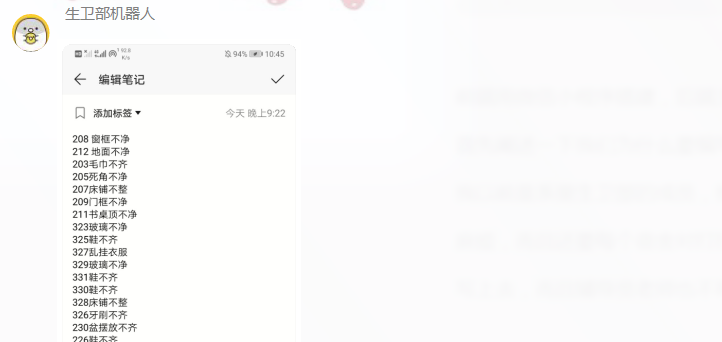 生卫部机器人
94% 10:45
编辑笔记
添加标签 今天 晚上9:22
208 窗框不净
212 地面不净
203毛巾不齐
205死角不净
207床铺不整
209门框不净
211书桌顶不净
323玻璃不净
325鞋不齐
327乱挂衣服
329玻璃不净
331鞋不齐
330鞋不齐
328床铺不整
326牙刷不齐
230盆摆放不齐
226鞋不齐